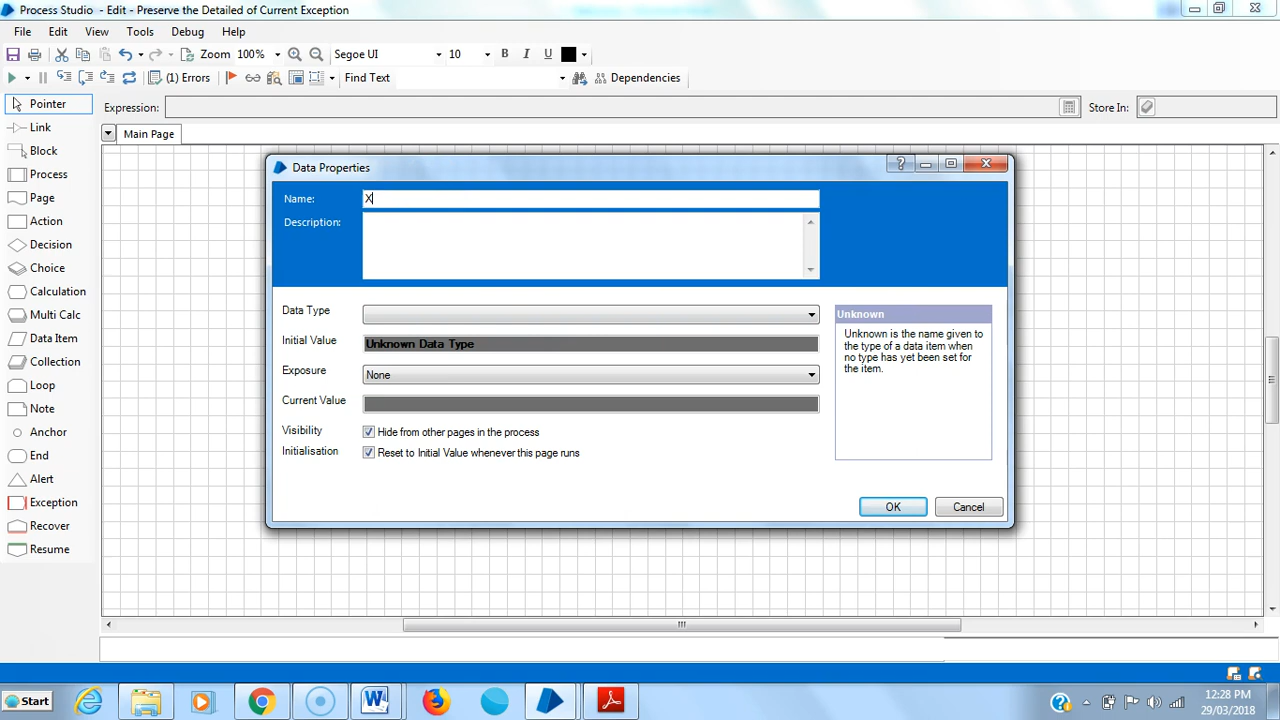 Process Studio - Edit - Preserve the Detailed of Current Exception
File Edit View Tools Debug Help
Zoom 100% Segoe UI 10 B I U
(1) Errors Find Text Dependencies
Pointer
Expression: Store In:
Link
Main Page
Block
Process
Page
Action
Decision
Choice
Calculation
Multi Calc
Data Item
Collection
Loop
Note
Anchor
End
Alert
Exception
Recover
Resume
Data Properties
Name: X
Description:
Data Type
Initial Value Unknown Data Type
Exposure None
Current Value
Visibility Hide from other pages in the process
Initialisation Reset to Initial Value whenever this page runs
Unknown
Unknown is the name given to
the type of a data item when
no type has yet been set for
the item.
OK Cancel
Start
12:28 PM
29/03/2018